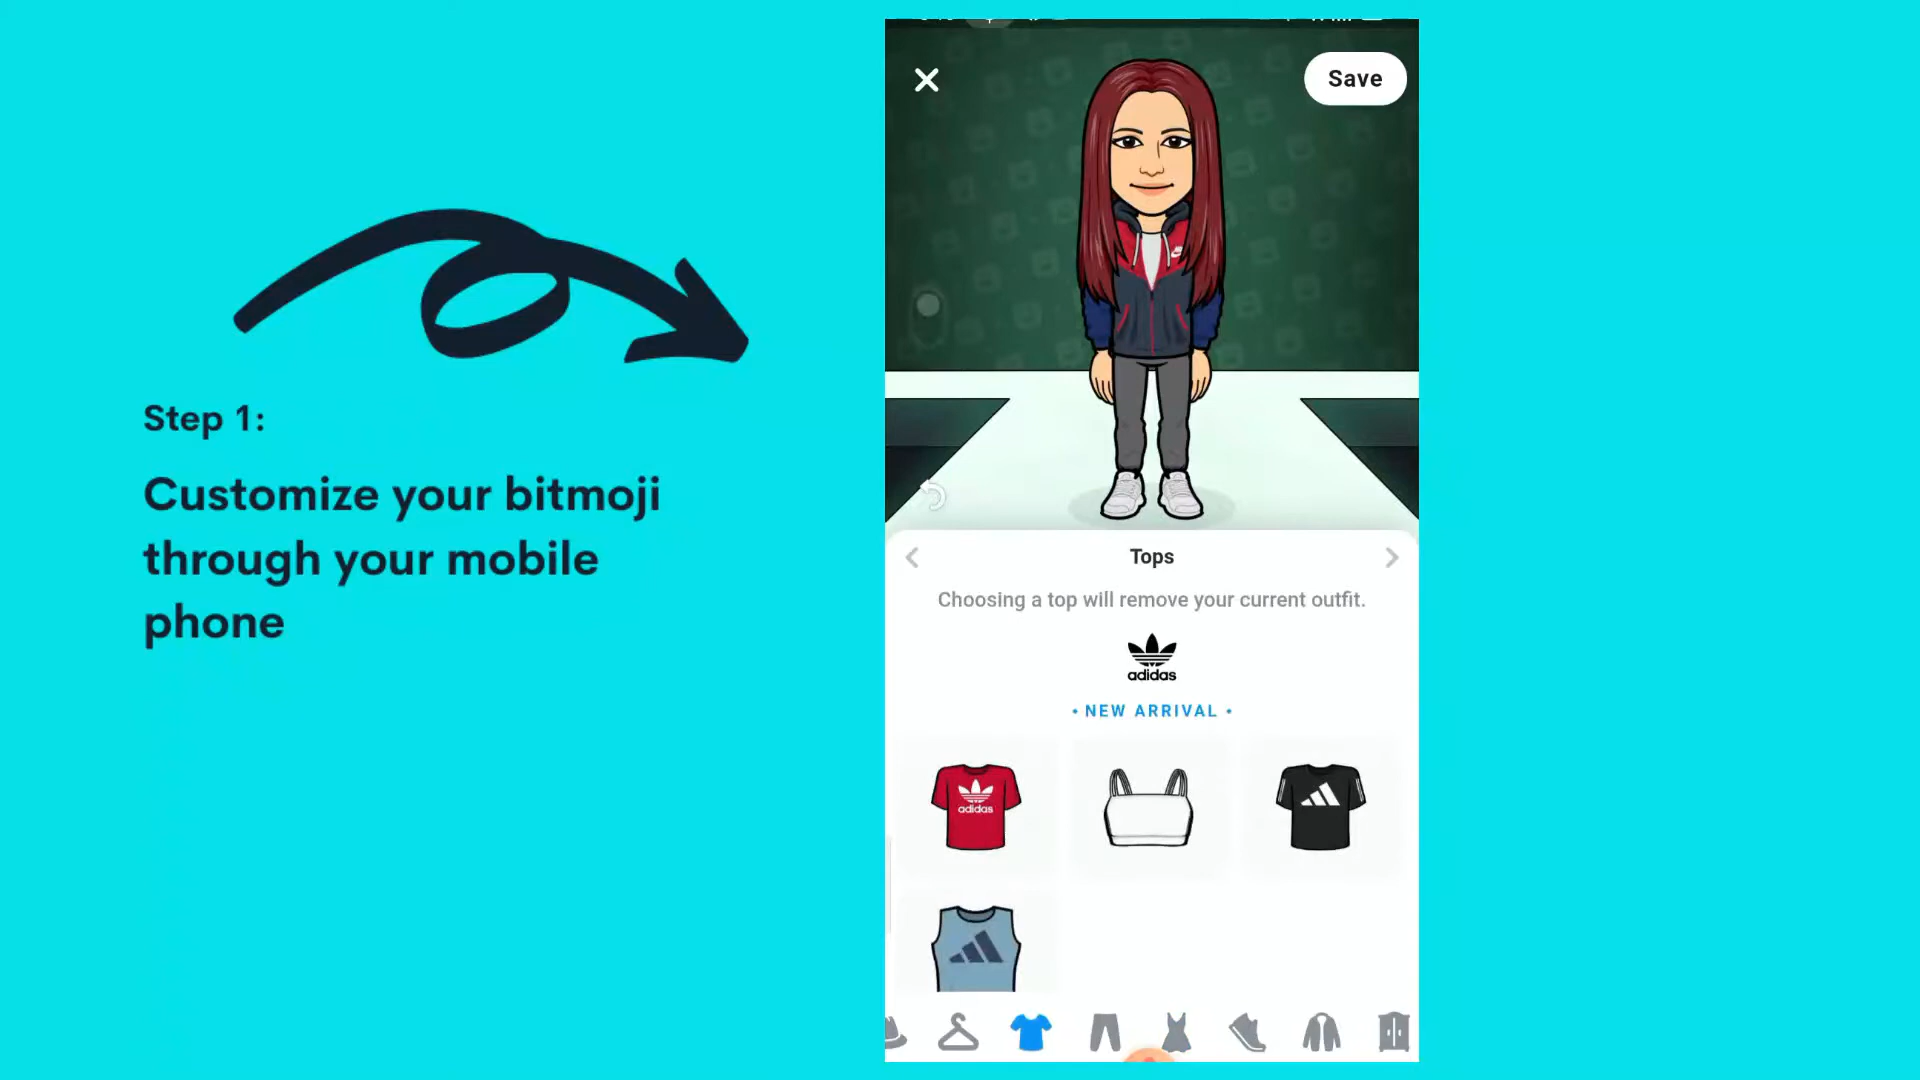 Step 1:
Customize your bitmoji
through your mobile
phone
Save
Tops
Choosing a top will remove your current outfit.
adidas
• NEW ARRIVAL •
adidas